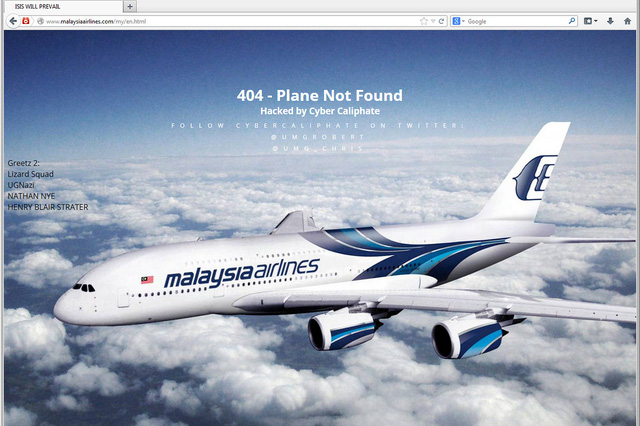 ISIS WILL PREVAIL
www.malaysiaairlines.com/my/en.html
Google
404 - Plane Not Found
Hacked by Cyber Caliphate
FOLLOW CYBERCALIPHATE ON TWITTER:
@UMGROBERT
@UMG_CHRIS
Greetz 2:
Lizard Squad
UGNazi
NATHAN NYE
HENRY BLAIR STRATER
malaysia airlines